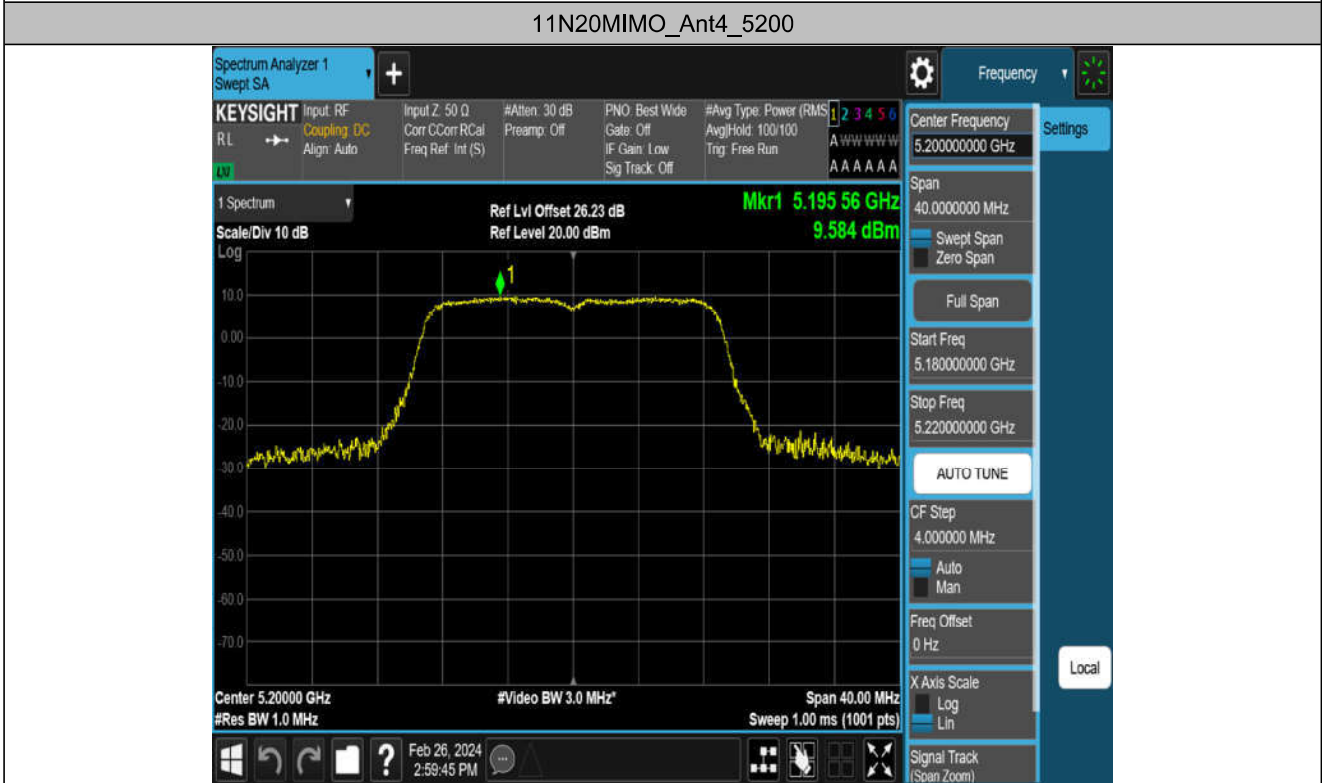 11N20MIMO_Ant4_5200
Spectrum Analyzer 1
Swept SA
+
Frequency
KEYSIGHT
RL
Input: RF
Coupling: DC
Align: Auto
Input Z: 50 Ω
Corr CCorr RCal
Freq Ref: Int (S)
#Atten: 30 dB
Preamp: Off
PNO: Best Wide
Gate: Off
IF Gain: Low
Sig Track: Off
#Avg Type: Power (RMS
Avg|Hold: 100/100
Trig: Free Run
1 2 3 4 5 6
A W W W W W
A A A A A A
1 Spectrum
Scale/Div 10 dB
Log
Ref Lvl Offset 26.23 dB
Ref Level 20.00 dBm
Mkr1 5.195 56 GHz
9.584 dBm
1
10.0
0.00
-10.0
-20.0
-30.0
-40.0
-50.0
-60.0
-70.0
Center 5.20000 GHz
#Res BW 1.0 MHz
#Video BW 3.0 MHz*
Span 40.00 MHz
Sweep 1.00 ms (1001 pts)
?
Feb 26, 2024
2:59:45 PM
Center Frequency
5.200000000 GHz
Settings
Span
40.0000000 MHz
Swept Span
Zero Span
Full Span
Start Freq
5.180000000 GHz
Stop Freq
5.220000000 GHz
AUTO TUNE
CF Step
4.000000 MHz
Auto
Man
Freq Offset
0 Hz
X Axis Scale
Log
Lin
Local
Signal Track
(Span Zoom)